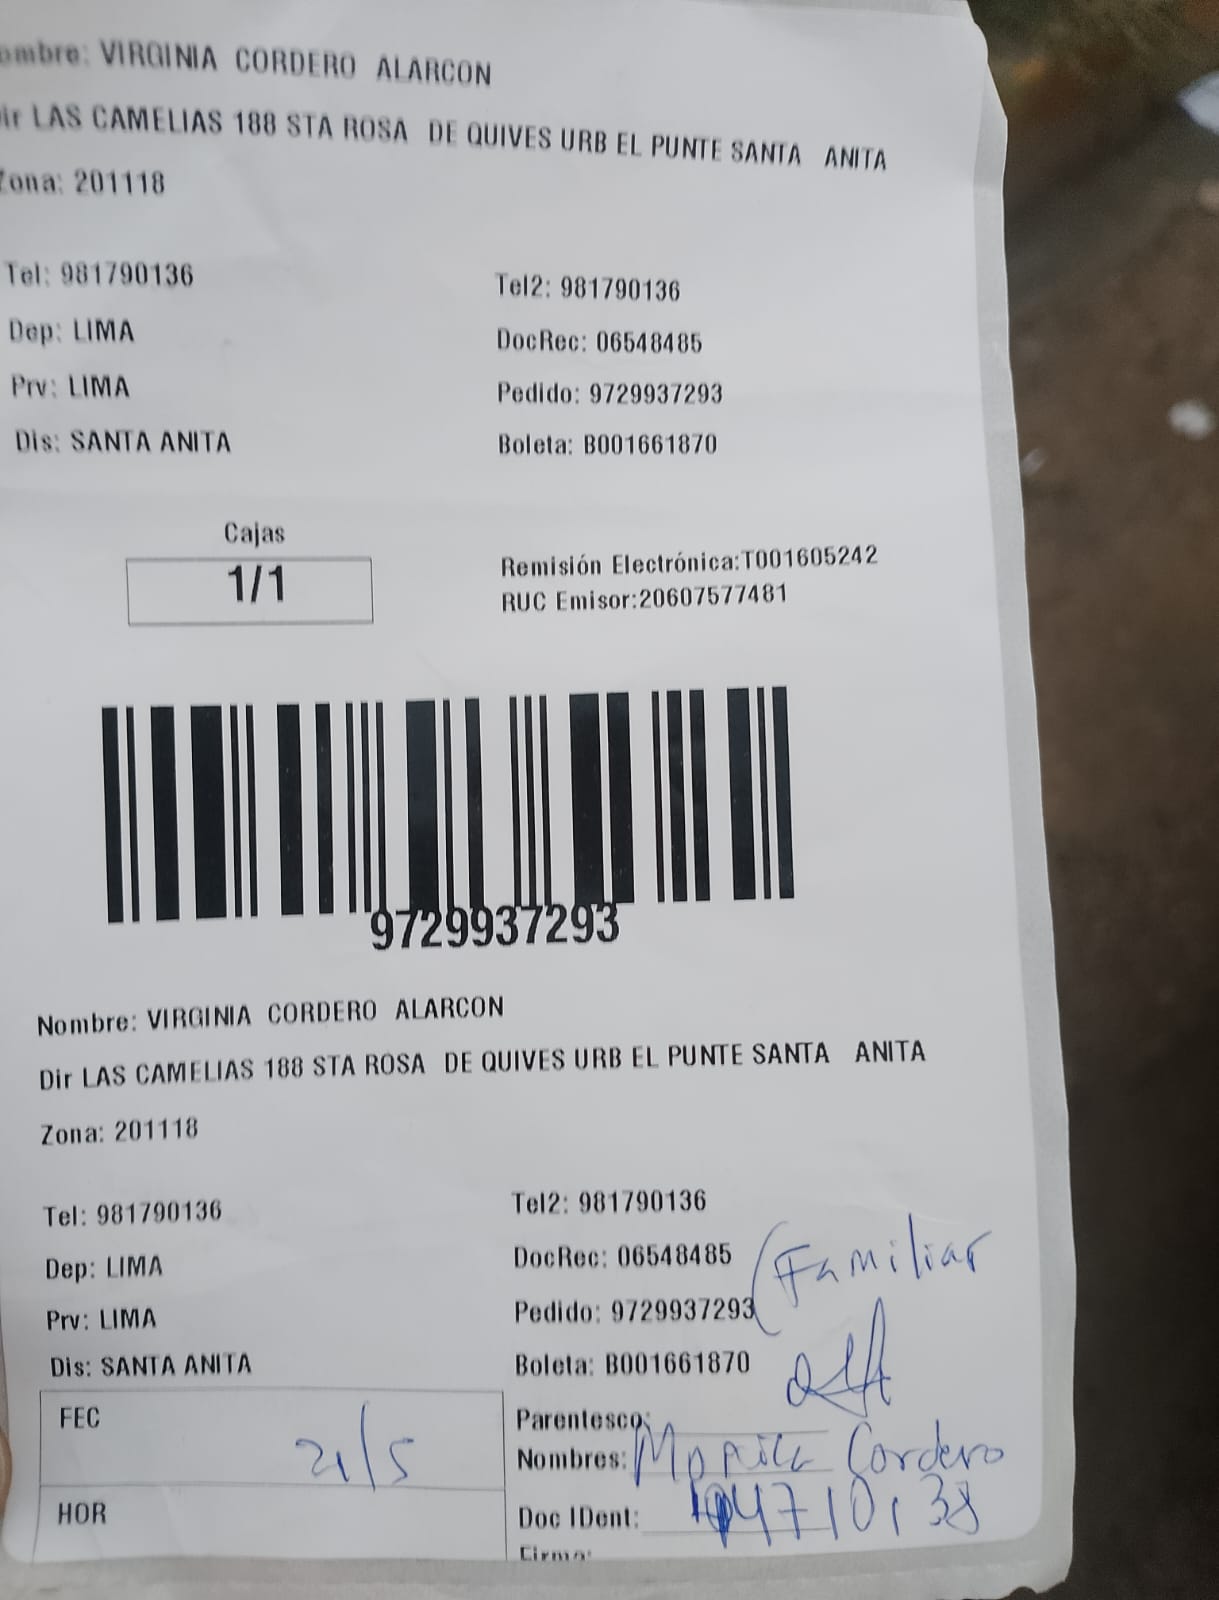 ombre: VIRGINIA CORDERO ALARCON
ir LAS CAMELIAS 188 STA ROSA DE QUIVES URB EL PUNTE SANTA ANITA
Zona: 201118
Tel: 981790136 Tel2: 981790136
Dep: LIMA DocRec: 06548485
Prv: LIMA Pedido: 9729937293
Dis: SANTA ANITA Boleta: B001661870
Cajas
1/1
Remisión Electrónica:T001605242
RUC Emisor:20607577481
9729937293
Nombre: VIRGINIA CORDERO ALARCON
Dir LAS CAMELIAS 188 STA ROSA DE QUIVES URB EL PUNTE SANTA ANITA
Zona: 201118
Tel: 981790136 Tel2: 981790136
Dep: LIMA DocRec: 06548485 (Familiar
Prv: LIMA Pedido: 9729937293
Dis: SANTA ANITA Boleta: B001661870
FEC 21/5 Parentesco:
Nombres: Cordero
HOR Doc IDent:
Firma: